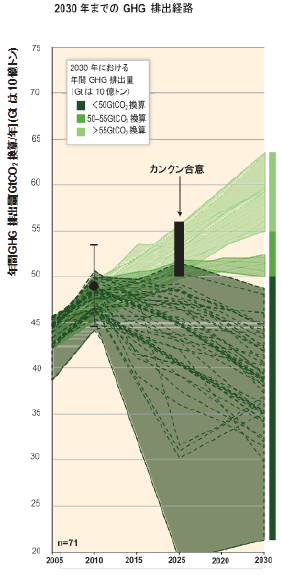 2030 年までの GHG 排出経路
年間GHG 排出量[GtCO₂換算/年](Gt は10億トン)
2030 年における
年間 GHG 排出量
(Gt は 10 億トン)
<50GtCO₂ 換算
50–55GtCO₂ 換算
>55GtCO₂ 換算
カンクン合意
75
70
65
60
55
50
45
40
35
30
25
20
n=71
2005
2010
2015
2025
2020
2030